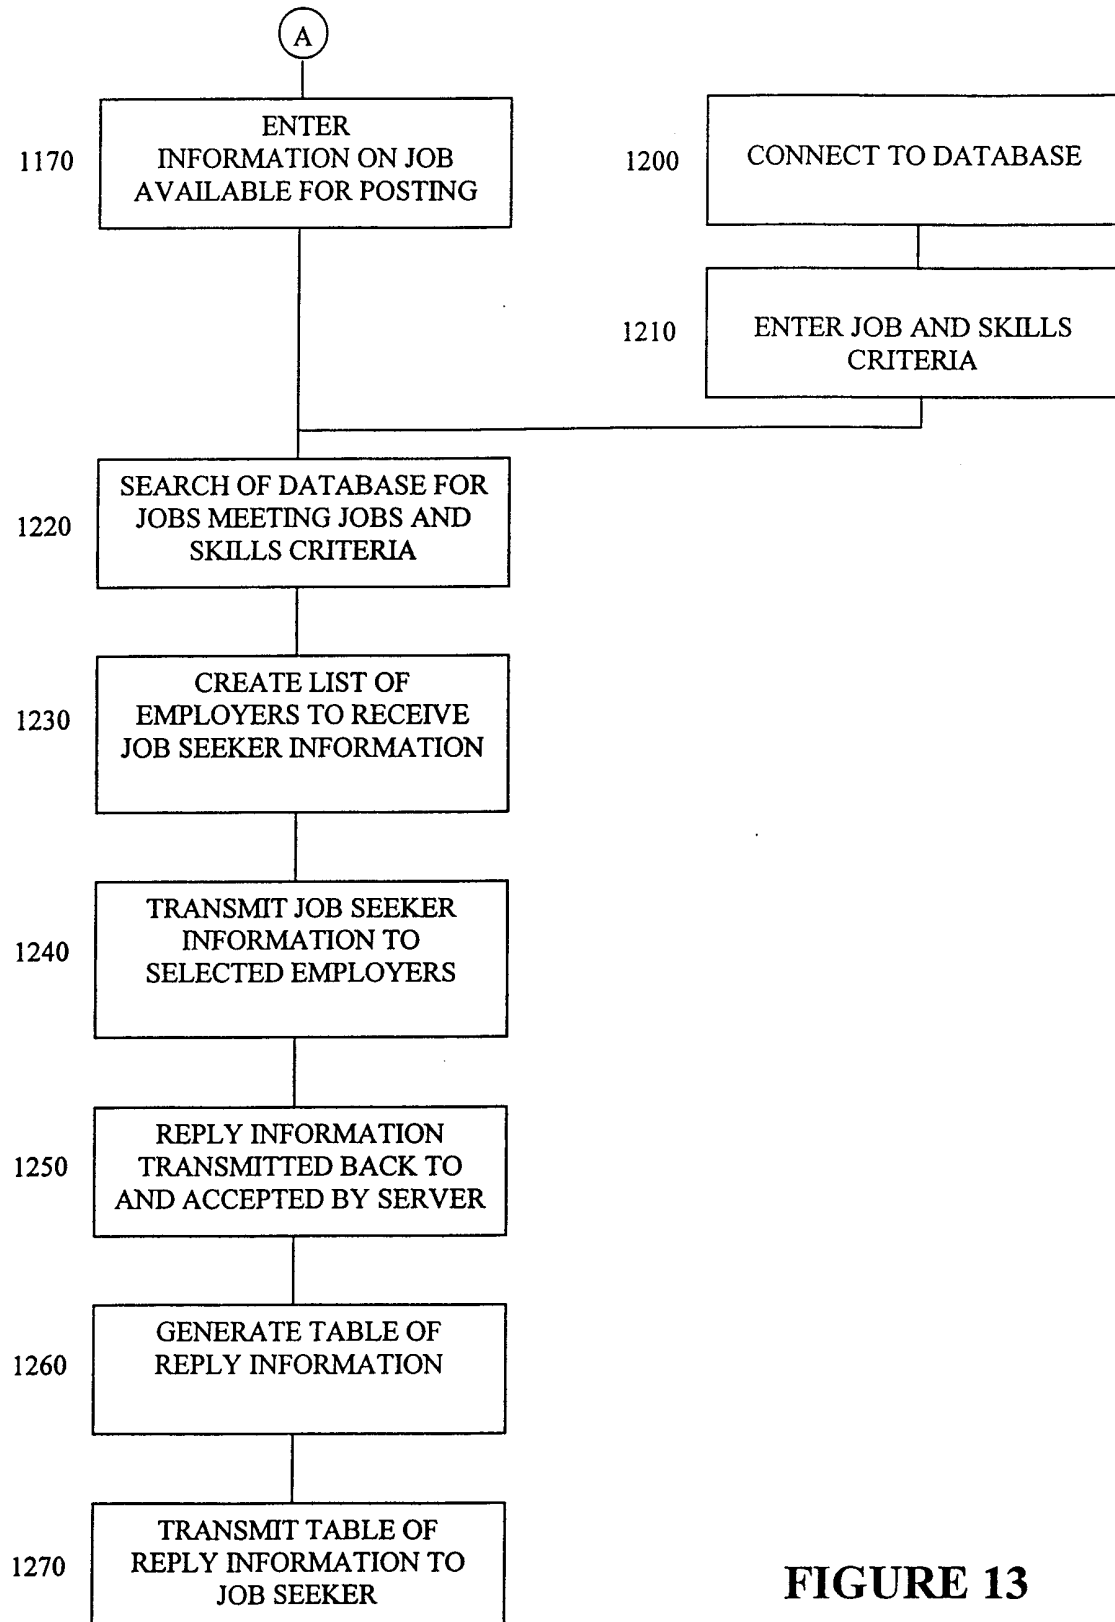 A
1170
ENTER
INFORMATION ON JOB
AVAILABLE FOR POSTING
1200
CONNECT TO DATABASE
1210
ENTER JOB AND SKILLS
CRITERIA
1220
SEARCH OF DATABASE FOR
JOBS MEETING JOBS AND
SKILLS CRITERIA
1230
CREATE LIST OF
EMPLOYERS TO RECEIVE
JOB SEEKER INFORMATION
1240
TRANSMIT JOB SEEKER
INFORMATION TO
SELECTED EMPLOYERS
1250
REPLY INFORMATION
TRANSMITTED BACK TO
AND ACCEPTED BY SERVER
1260
GENERATE TABLE OF
REPLY INFORMATION
1270
TRANSMIT TABLE OF
REPLY INFORMATION TO
JOB SEEKER
FIGURE 13